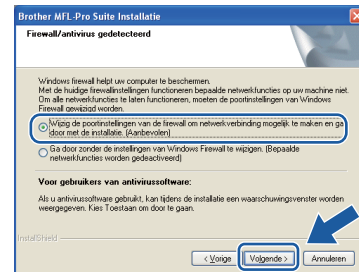 Brother MFL-Pro Suite Installatie
Firewall/antivirus gedetecteerd
Windows firewall helpt uw computer te beschermen.
Met de huidige firewallinstellingen functioneren bepaalde netwerkfuncties op uw machine niet.
Om alle netwerkfuncties te laten functioneren, moeten de poortinstellingen van Windows
Firewall gewijzigd worden.
Wijzig de poortinstellingen van de firewall om netwerkverbinding mogelijk te maken en ga
door met de installatie. (Aanbevolen)
Ga door zonder de instellingen van Windows Firewall te wijzigen. (Bepaalde
netwerkfuncties worden gedeactiveerd)
Voor gebruikers van antivirussoftware:
Als u antivirussoftware gebruikt, kan tijdens de installatie een waarschuwingsvenster worden
weergegeven. Kies Toestaan om door te gaan.
InstallShield
< Vorige
Volgende >
Annuleren